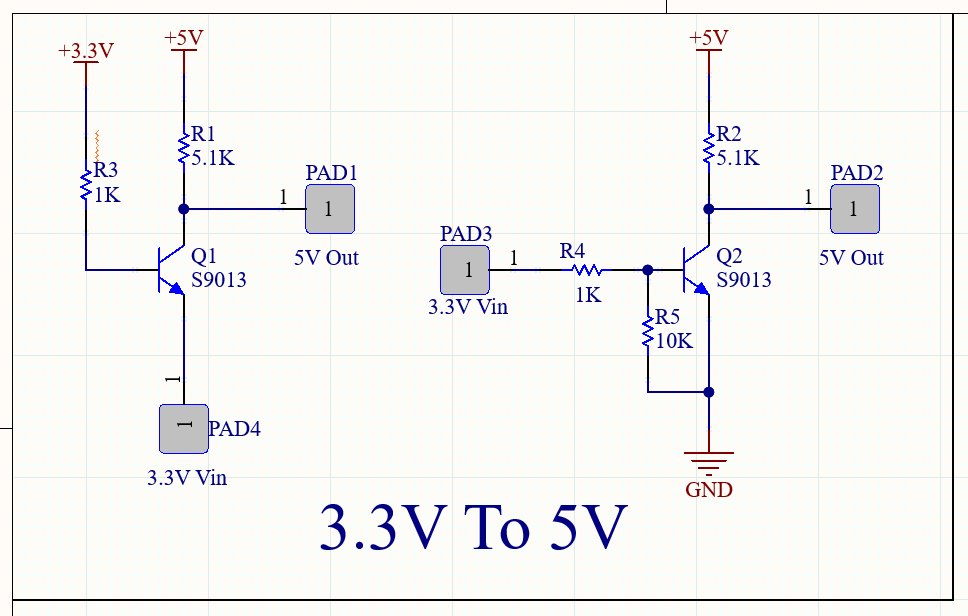 +3.3V
+5V
R1
5.1K
R3
1K
PAD1
1
1
5V Out
Q1
S9013
1
1
PAD4
3.3V Vin
+5V
R2
5.1K
PAD2
1
1
5V Out
PAD3
1
1
3.3V Vin
R4
1K
Q2
S9013
R5
10K
GND
3.3V To 5V